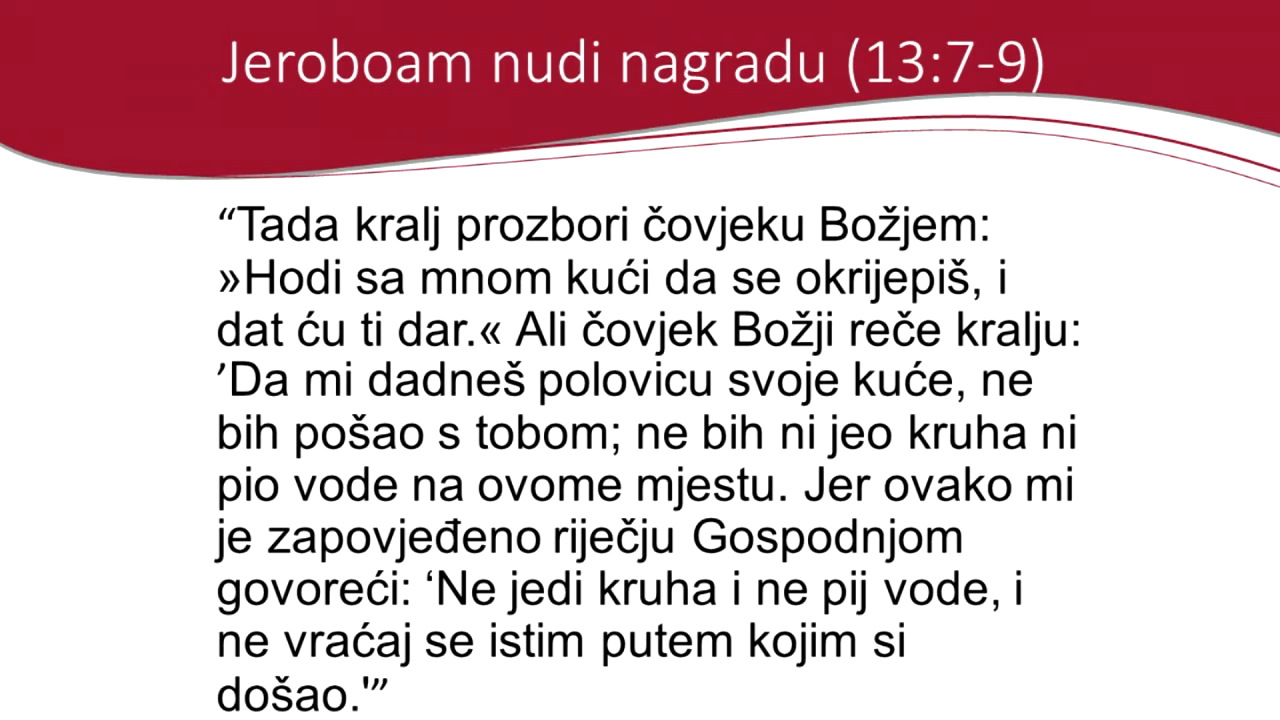 Jeroboam nudi nagradu (13:7-9)
“Tada kralj prozbori čovjeku Božjem:
»Hodi sa mnom kući da se okrijepiš, i
dat ću ti dar.« Ali čovjek Božji reče kralju:
’Da mi dadneš polovicu svoje kuće, ne
bih pošao s tobom; ne bih ni jeo kruha ni
pio vode na ovome mjestu. Jer ovako mi
je zapovjeđeno riječju Gospodnjom
govoreći: ‘Ne jedi kruha i ne pij vode, i
ne vraćaj se istim putem kojim si
došao.'”